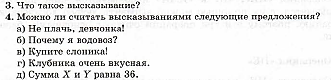 3. Что такое высказывание?
4. Можно ли считать высказываниями следующие предложения?
а) Не плачь, девчонка!
б) Почему я водовоз?
в) Купите слоника!
г) Клубника очень вкусная.
д) Сумма X и Y равна 36.